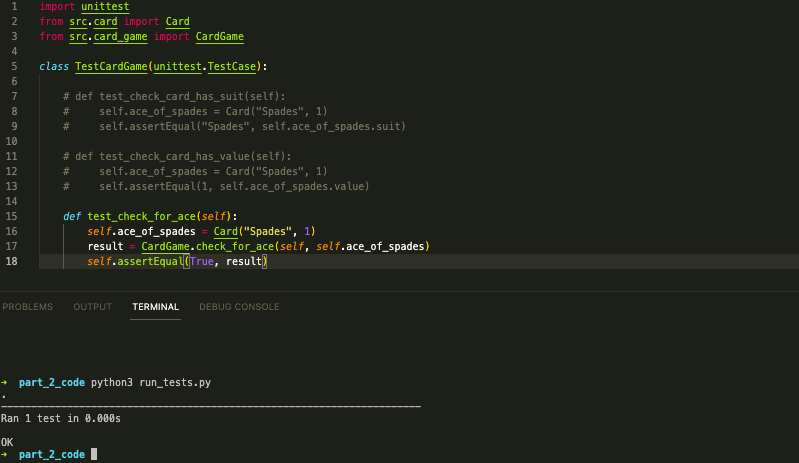 1 import unittest
2 from src.card import Card
3 from src.card_game import CardGame
4
5 class TestCardGame(unittest.TestCase):
6
7 # def test_check_card_has_suit(self):
8 #     self.ace_of_spades = Card("Spades", 1)
9 #     self.assertEqual("Spades", self.ace_of_spades.suit)
10
11 # def test_check_card_has_value(self):
12 #     self.ace_of_spades = Card("Spades", 1)
13 #     self.assertEqual(1, self.ace_of_spades.value)
14
15 def test_check_for_ace(self):
16 self.ace_of_spades = Card("Spades", 1)
17 result = CardGame.check_for_ace(self, self.ace_of_spades)
18 self.assertEqual(True, result)
PROBLEMS OUTPUT TERMINAL DEBUG CONSOLE
→ part_2_code python3 run_tests.py
.
----------------------------------------------------------------------
Ran 1 test in 0.000s
OK
→ part_2_code